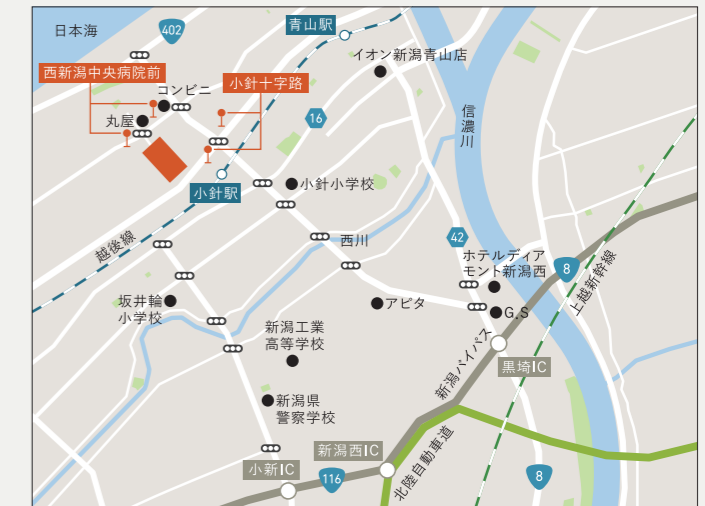 日本海
402
青山駅
イオン新潟青山店
西新潟中央病院前
コンビニ
小針十字路
丸屋
16
信濃川
小針駅
小針小学校
越後線
西川
42
ホテルディア
モント新潟西
8
上越新幹線
坂井輪
小学校
アピタ
G.S
新潟工業
高等学校
新潟バイパス
黒埼IC
新潟県
警察学校
新潟西IC
小新IC
116
北陸自動車道
8